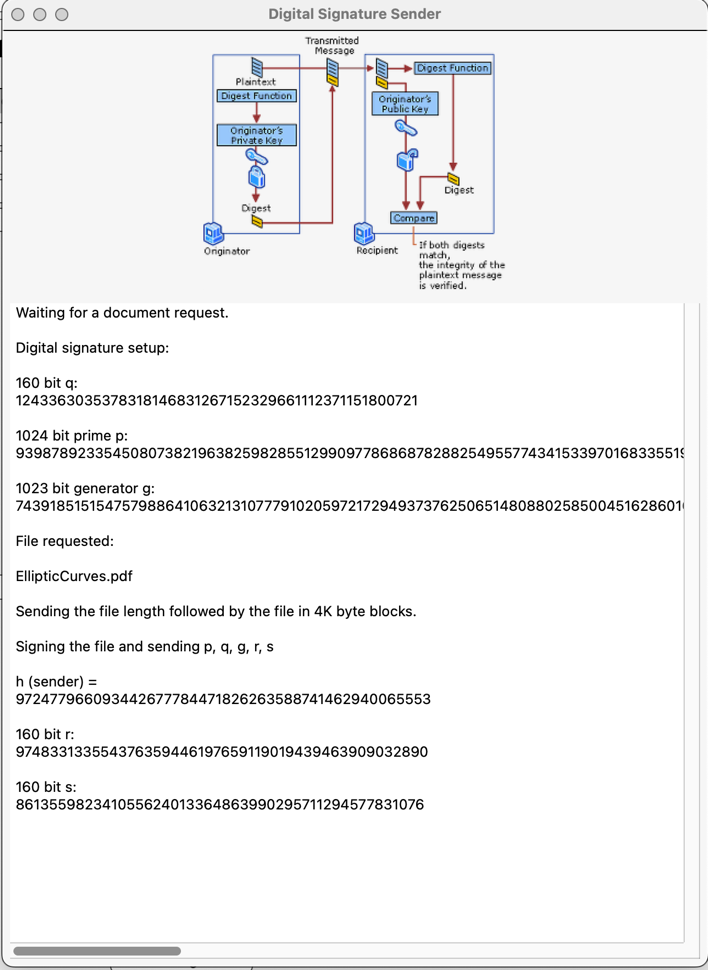 Digital Signature Sender
Transmitted
Message
Plaintext
Digest Function
Digest Function
Originator's
Private Key
Originator's
Public Key
Digest
Digest
Compare
Originator
Recipient
If both digests
match,
the integrity of the
plaintext message
is verified.
Waiting for a document request.
Digital signature setup:
160 bit q:
1243363035378318146831267152329661112371151800721
1024 bit prime p:
939878923354508073821963825982855129909778686878288254955774341533970168335519
1023 bit generator g:
7439185151547579886410632131077791020597217294937376250651480880258500451628601
File requested:
EllipticCurves.pdf
Sending the file length followed by the file in 4K byte blocks.
Signing the file and sending p, q, g, r, s
h (sender) =
972477966093442677784471826263588741462940065553
160 bit r:
974833133554376359446197659119019439463909032890
160 bit s:
861355982341055624013364863990295711294577831076